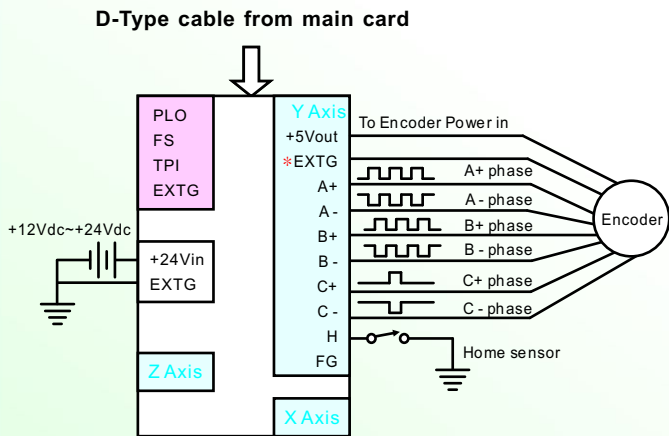 D-Type cable from main card
PLO
FS
TPI
EXTG
+12Vdc~+24Vdc
+24Vin
EXTG
Z Axis
Y Axis
+5Vout
*EXTG
A+
A -
B+
B -
C+
C -
H
FG
X Axis
To Encoder Power in
A+ phase
A - phase
B+ phase
B - phase
C+ phase
C - phase
Home sensor
Encoder